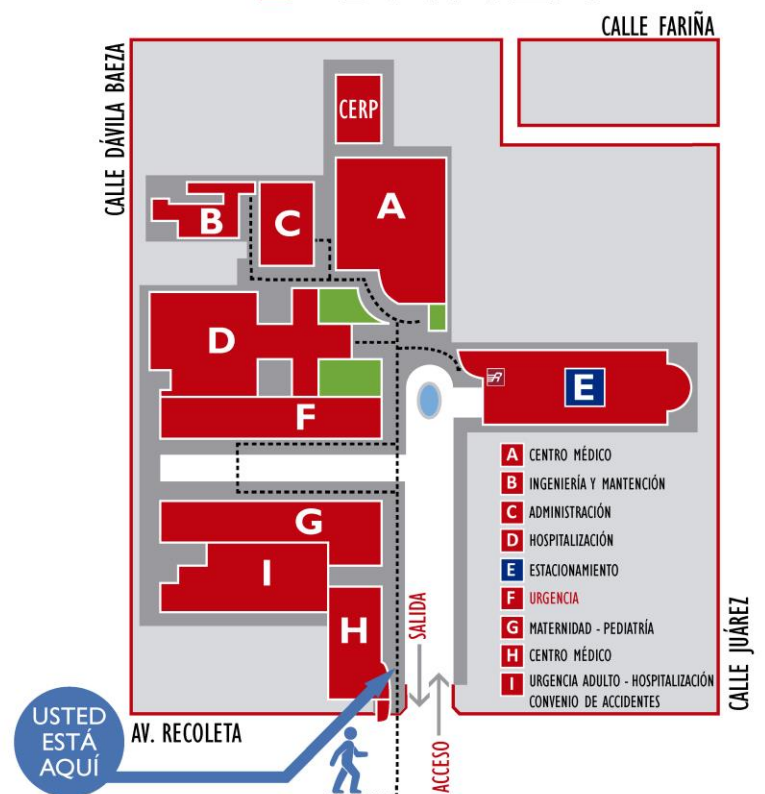 CALLE FARIÑA
CALLE DÁVILA BAEZA
CERP
A
B
C
D
E
F
G
I
H
A CENTRO MÉDICO
B INGENIERÍA Y MANTENCIÓN
C ADMINISTRACIÓN
D HOSPITALIZACIÓN
E ESTACIONAMIENTO
F URGENCIA
G MATERNIDAD - PEDIATRÍA
H CENTRO MÉDICO
I URGENCIA ADULTO - HOSPITALIZACIÓN
CONVENIO DE ACCIDENTES
SALIDA
ACCESO
CALLE JUÁREZ
AV. RECOLETA
USTED
ESTÁ
AQUÍ